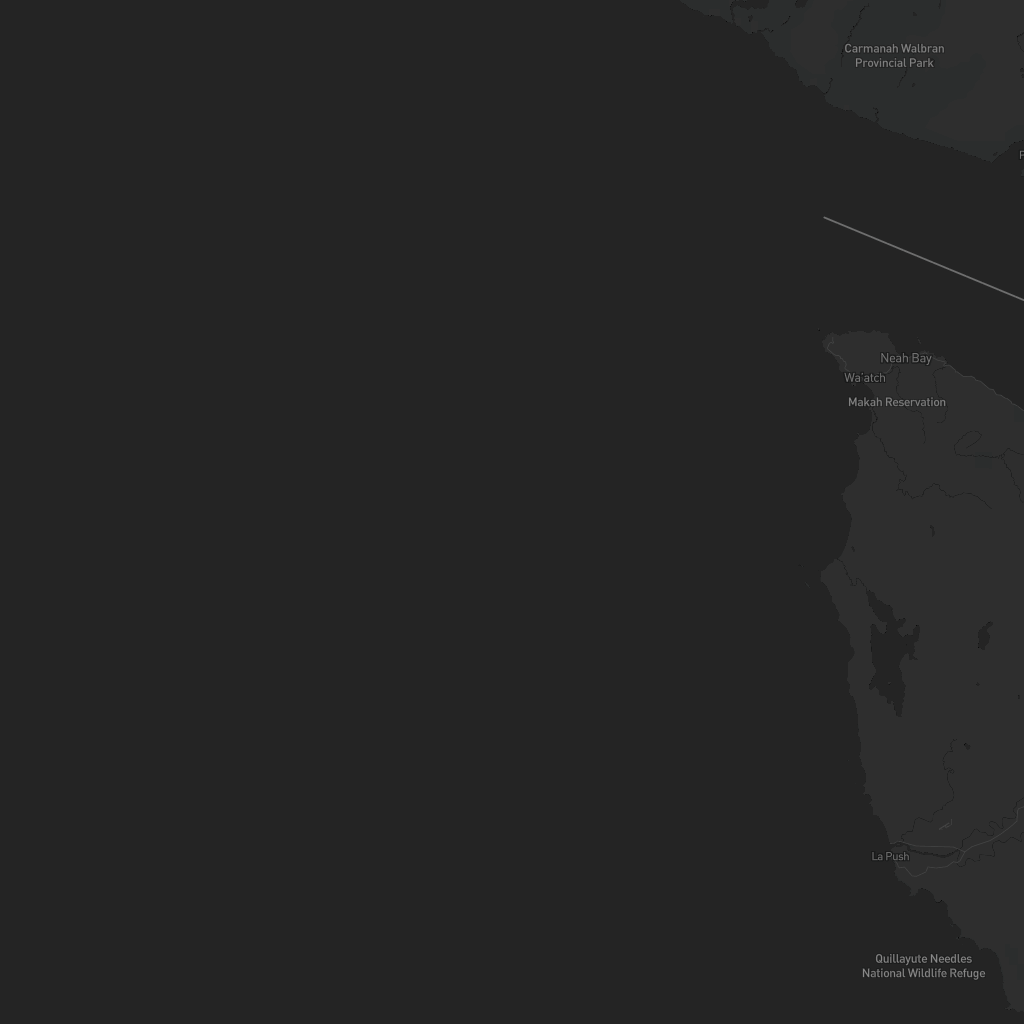 Carmanah Walbran
Provincial Park
Neah Bay
Wa'atch
Makah Reservation
La Push
Quillayute Needles
National Wildlife Refuge